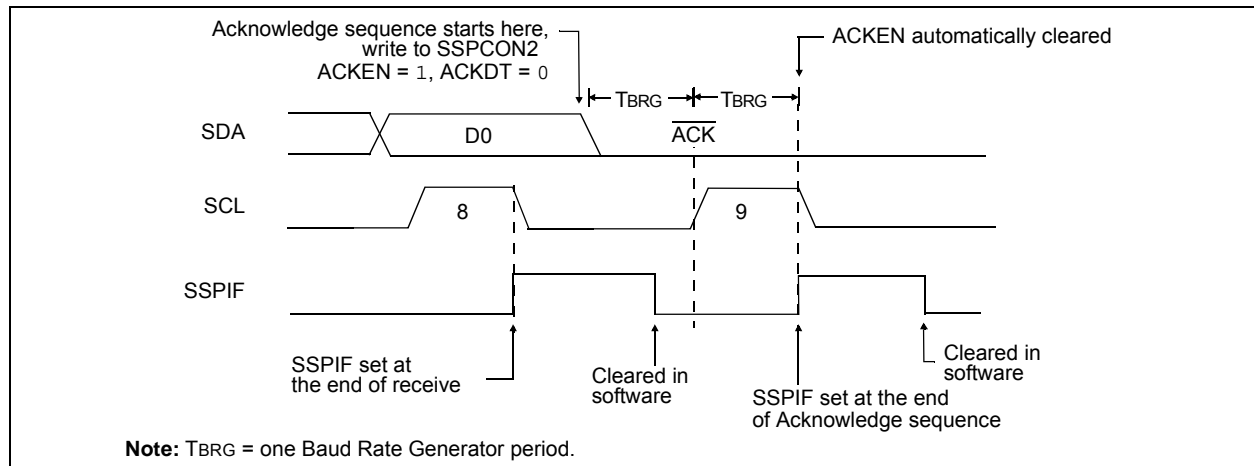 Acknowledge sequence starts here,
write to SSPCON2
ACKEN = 1, ACKDT = 0
ACKEN automatically cleared
TBRG
TBRG
SDA
D0
ACK
SCL
8
9
SSPIF
SSPIF set at
the end of receive
Cleared in
software
SSPIF set at the end
of Acknowledge sequence
Cleared in
software
Note: TBRG = one Baud Rate Generator period.